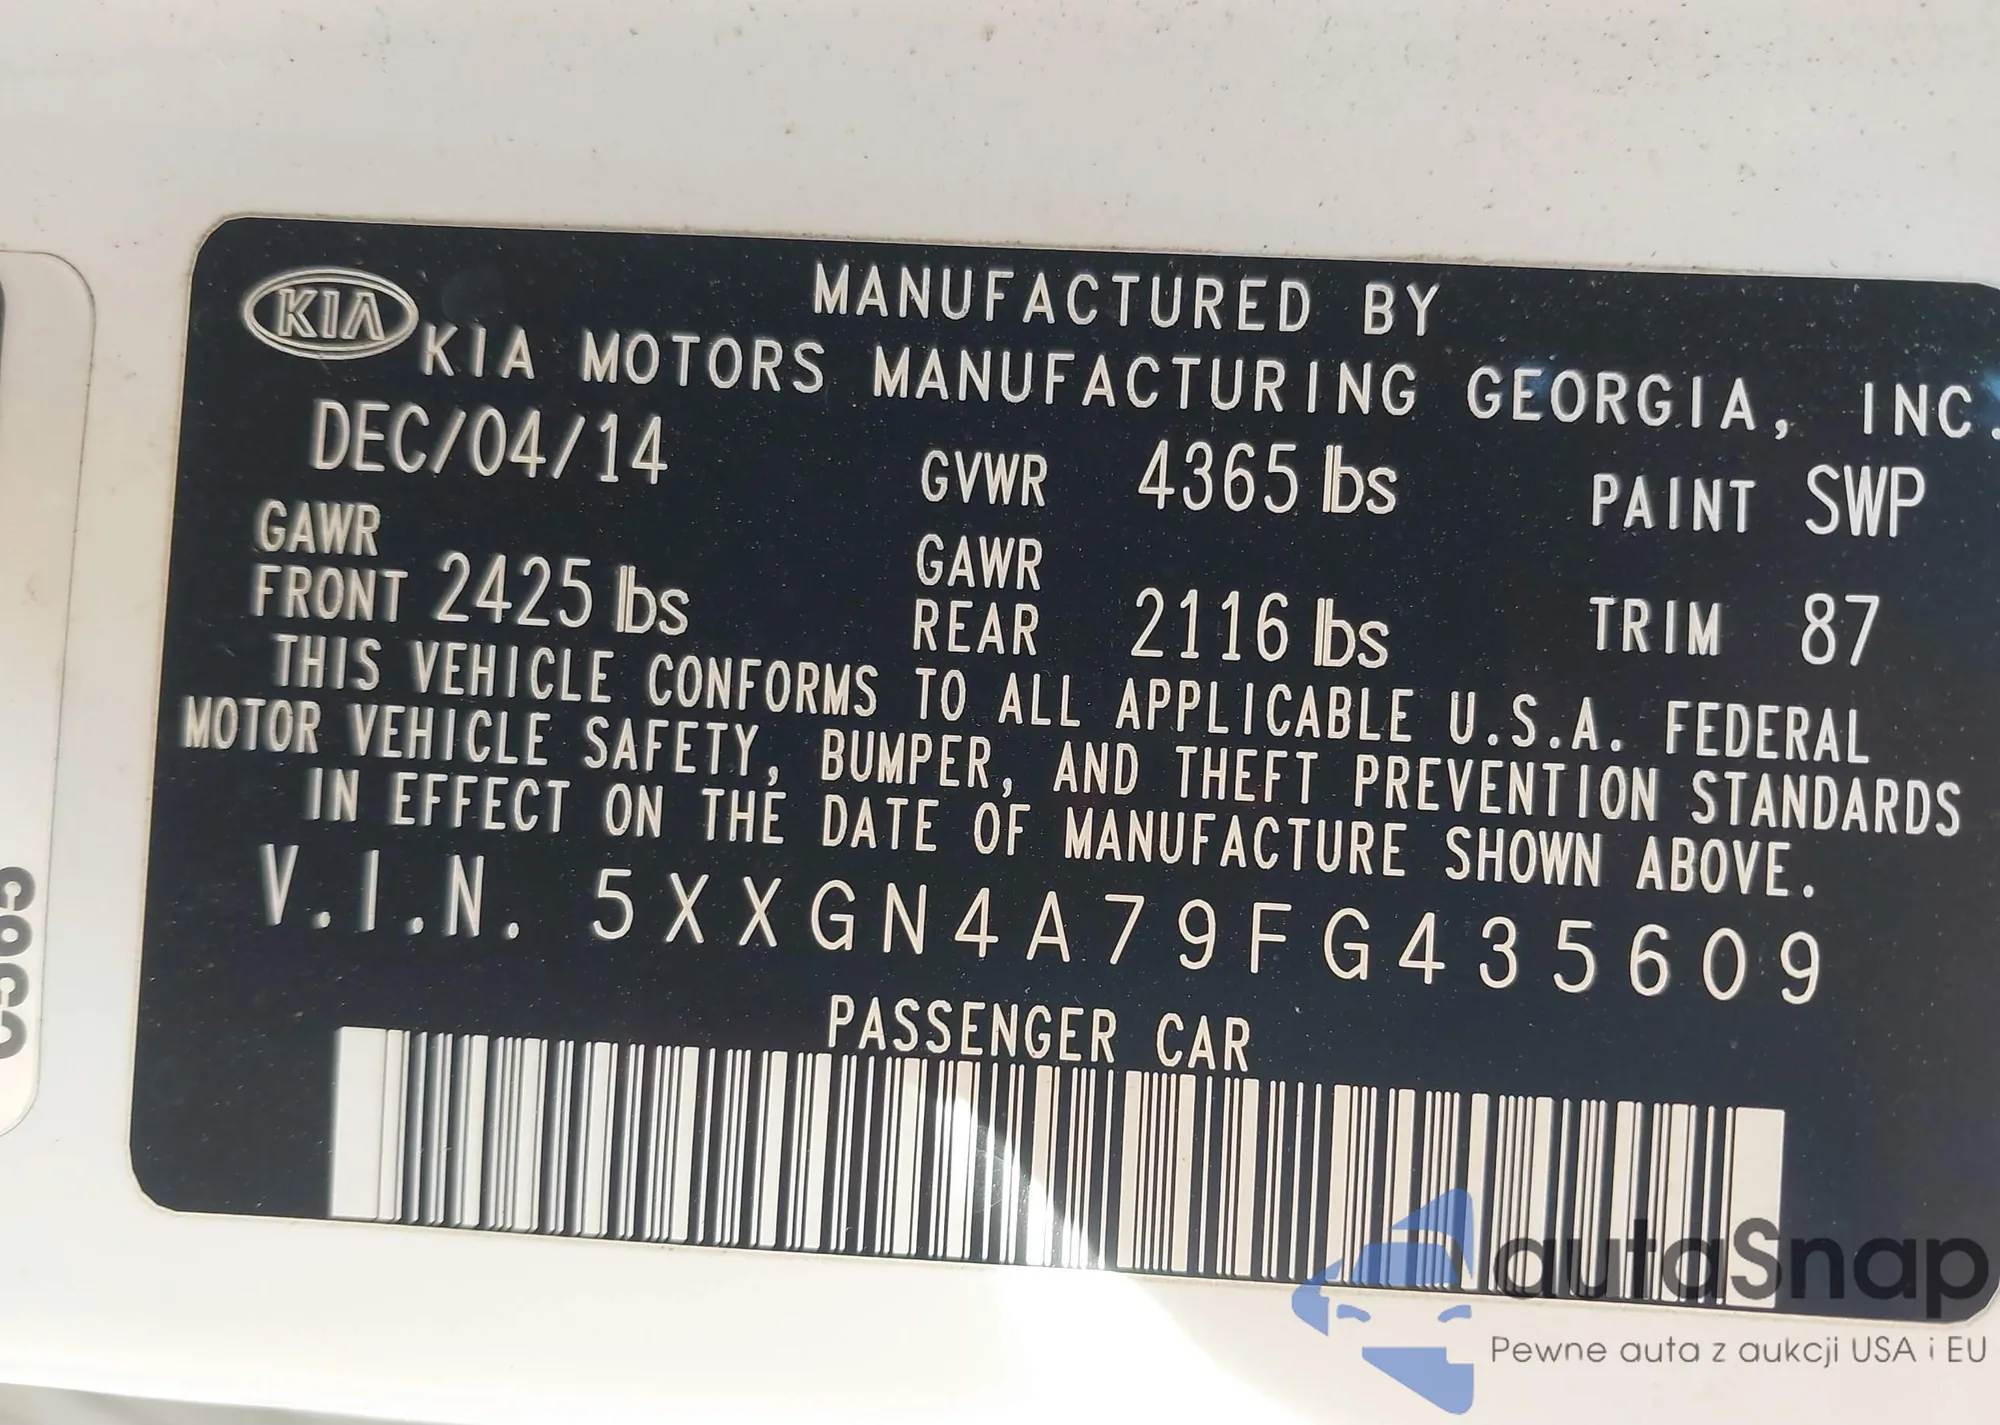 KIA
MANUFACTURED BY
KIA MOTORS MANUFACTURING GEORGIA, INC.
DEC/04/14 GVWR 4365 lbs PAINT SWP
GAWR FRONT 2425 lbs GAWR REAR 2116 lbs TRIM 87
THIS VEHICLE CONFORMS TO ALL APPLICABLE U.S.A. FEDERAL
MOTOR VEHICLE SAFETY, BUMPER, AND THEFT PREVENTION STANDARDS
IN EFFECT ON THE DATE OF MANUFACTURE SHOWN ABOVE.
V.I.N. 5XXGN4A79FG435609
PASSENGER CAR
autaSnap
Pewne auta z aukcji USA i EU